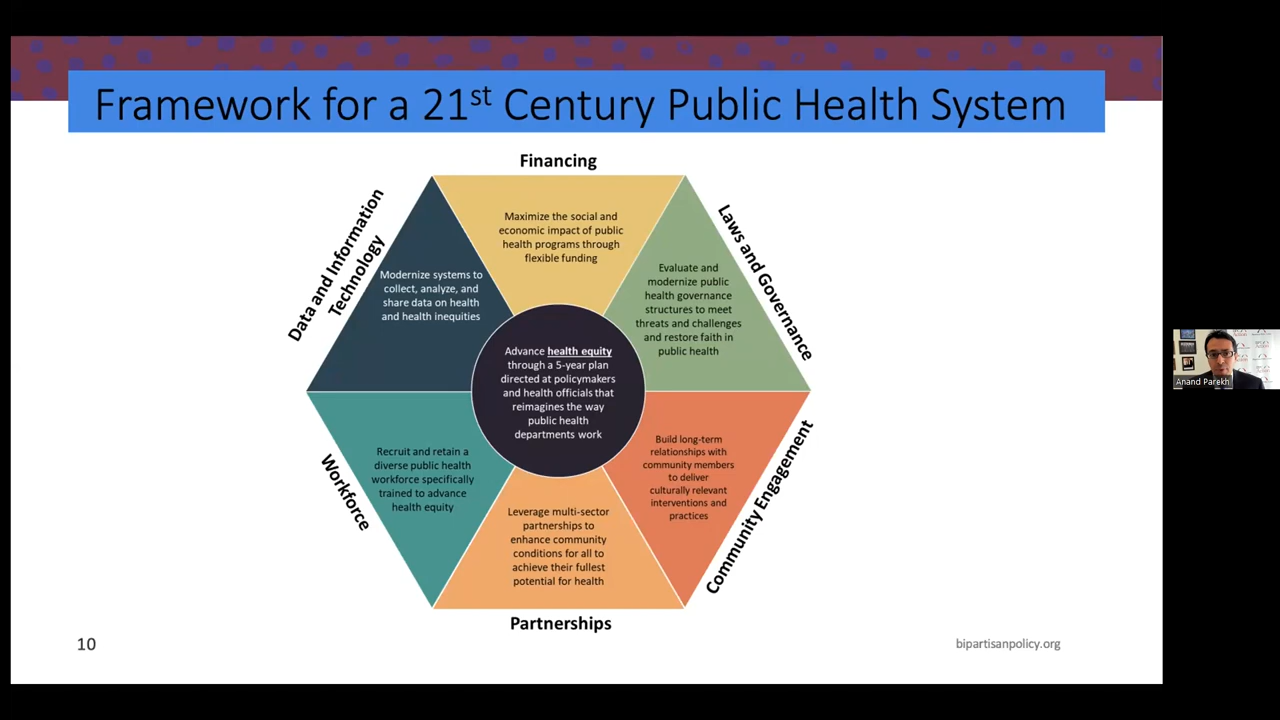 Framework for a 21st Century Public Health System
Financing
Maximize the social and
economic impact of public
health programs through
flexible funding
Laws and Governance
Evaluate and
modernize public
health governance
structures to meet
threats and challenges
and restore faith in
public health
Community Engagement
Build long-term
relationships with
community members
to deliver
culturally relevant
interventions and
practices
Partnerships
Leverage multi-sector
partnerships to
enhance community
conditions for all to
achieve their fullest
potential for health
Workforce
Recruit and retain a
diverse public health
workforce specifically
trained to advance
health equity
Data and Information
Technology
Modernize systems to
collect, analyze, and
share data on health
and health inequities
Advance health equity
through a 5-year plan
directed at policymakers
and health officials that
reimagines the way
public health
departments work
10
bipartisanpolicy.org
Anand Parekh